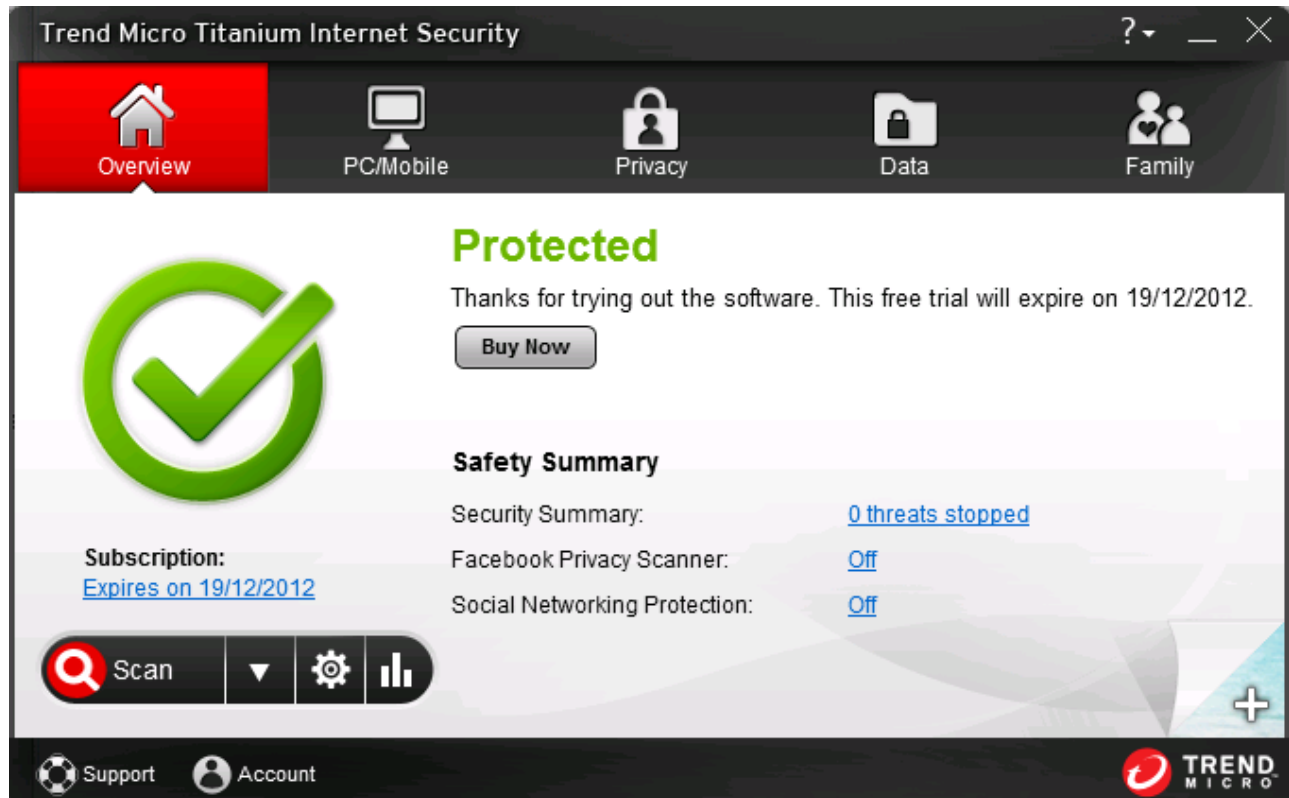 Trend Micro Titanium Internet Security
?
Overview
PC/Mobile
Privacy
Data
Family
Protected
Thanks for trying out the software. This free trial will expire on 19/12/2012.
Buy Now
Safety Summary
Security Summary: 0 threats stopped
Facebook Privacy Scanner: Off
Social Networking Protection: Off
Subscription:
Expires on 19/12/2012
Scan
Support
Account
TREND
MICRO